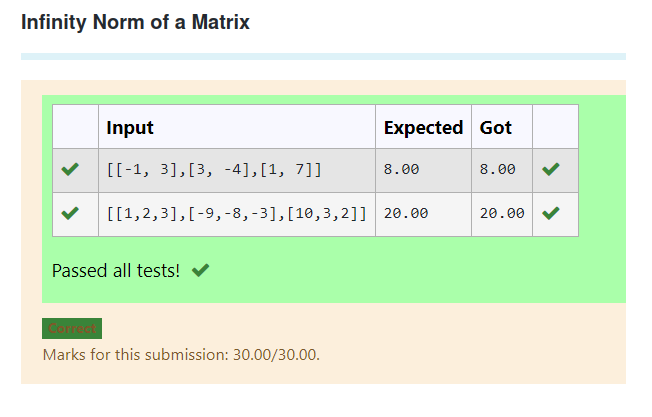 Infinity Norm of a Matrix
Input Expected Got
[[-1, 3],[3, -4],[1, 7]] 8.00 8.00
[[1,2,3],[-9,-8,-3],[10,3,2]] 20.00 20.00
Passed all tests!
Correct
Marks for this submission: 30.00/30.00.